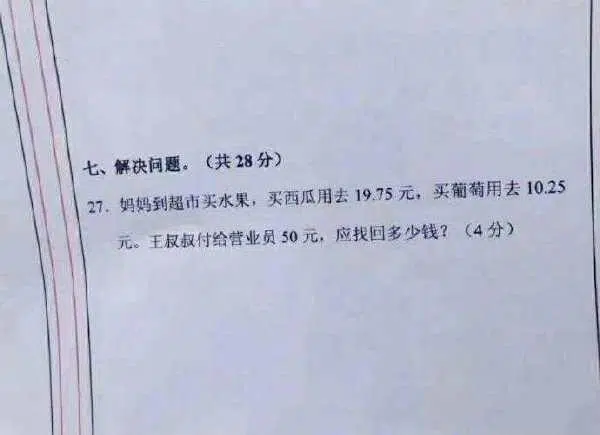 七、解决问题。（共 28 分）
27. 妈妈到超市买水果，买西瓜用去 19.75 元，买葡萄用去 10.25
元。王叔叔付给营业员 50 元，应找回多少钱？（4 分）